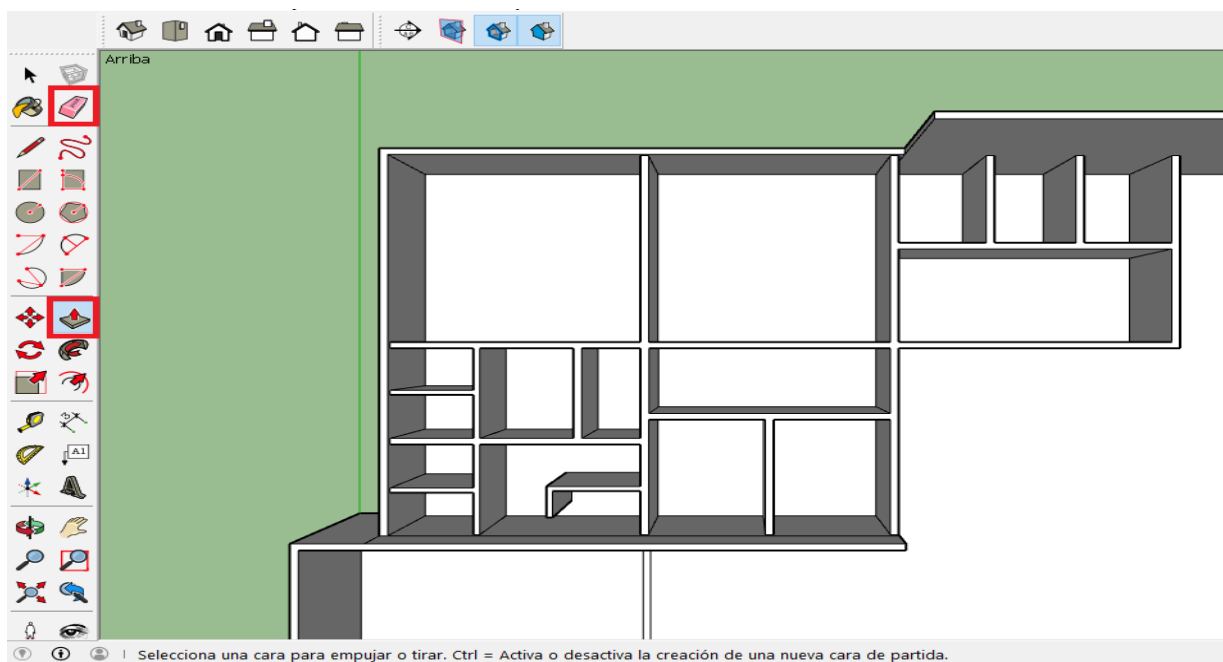 Arriba
A1
Selecciona una cara para empujar o tirar. Ctrl = Activa o desactiva la creación de una nueva cara de partida.